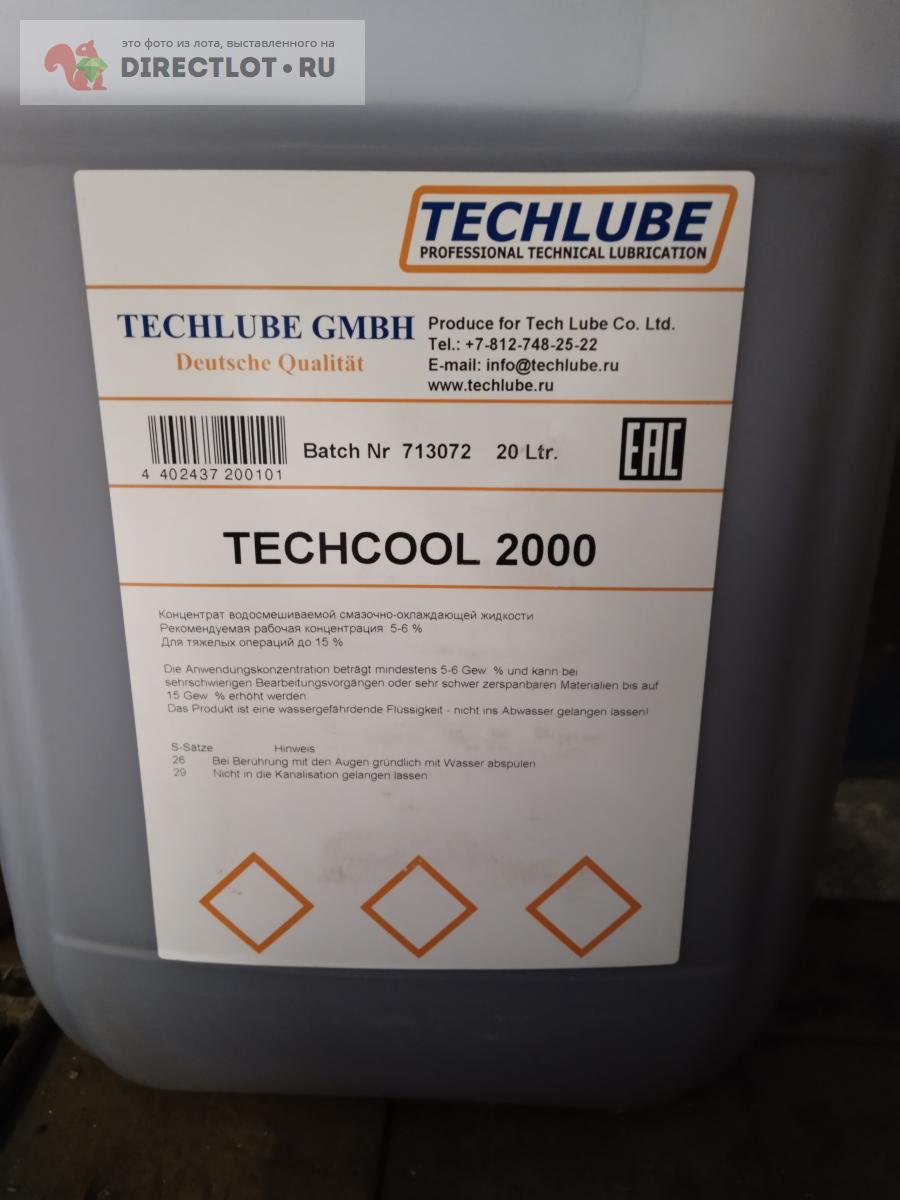 это фото из лота, выставленного на
DIRECTLOT•RU
TECHLUBE
PROFESSIONAL TECHNICAL LUBRICATION
TECHLUBE GMBH
Deutsche Qualität
Produce for Tech Lube Co. Ltd.
Tel.: +7-812-748-25-22
E-mail: info@techlube.ru
www.techlube.ru
4 402437 200101
Batch Nr 713072 20 Ltr.
EAC
TECHCOOL 2000
Концентрат водосмешиваемой смазочно-охлаждающей жидкости
Рекомендуемая рабочая концентрация: 5-6 %
Для тяжелых операций до 15 %
Die Anwendungskonzentration beträgt mindestens 5-6 Gew. % und kann bei
sehrschwierigen Bearbeitungsvorgängen oder sehr schwer zerspanbaren Materialien bis auf
15 Gew. % erhöht werden.
Das Produkt ist eine wassergefährdende Flüssigkeit - nicht ins Abwasser gelangen lassen!
S-Sätze Hinweis
26 Bei Berührung mit den Augen gründlich mit Wasser abspülen
29 Nicht in die Kanalisation gelangen lassen